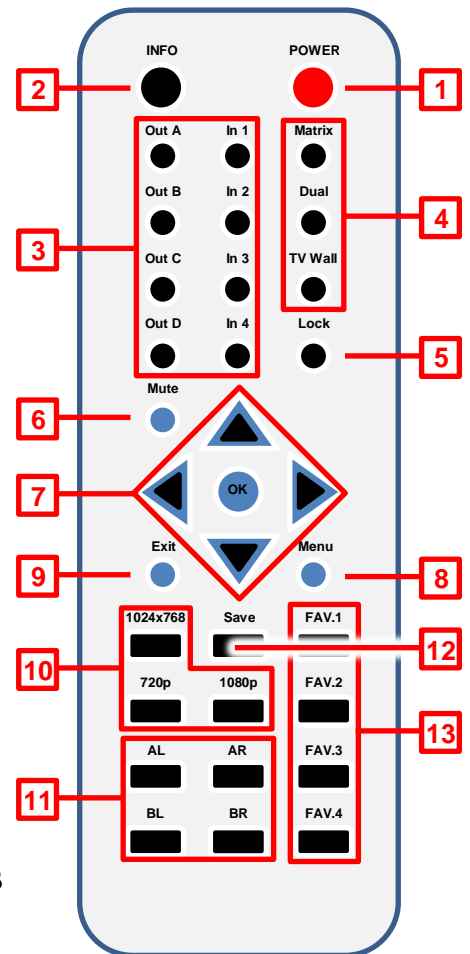 INFO POWER
2 1
Out A In 1 Matrix
Out B In 2 Dual
3 4
Out C In 3 TV Wall
Out D In 4 Lock
5
Mute
6
7 OK
Exit Menu
9 8
1024x768 Save FAV.1
10 12
720p 1080p FAV.2
13
AL AR FAV.3
11
BL BR FAV.4